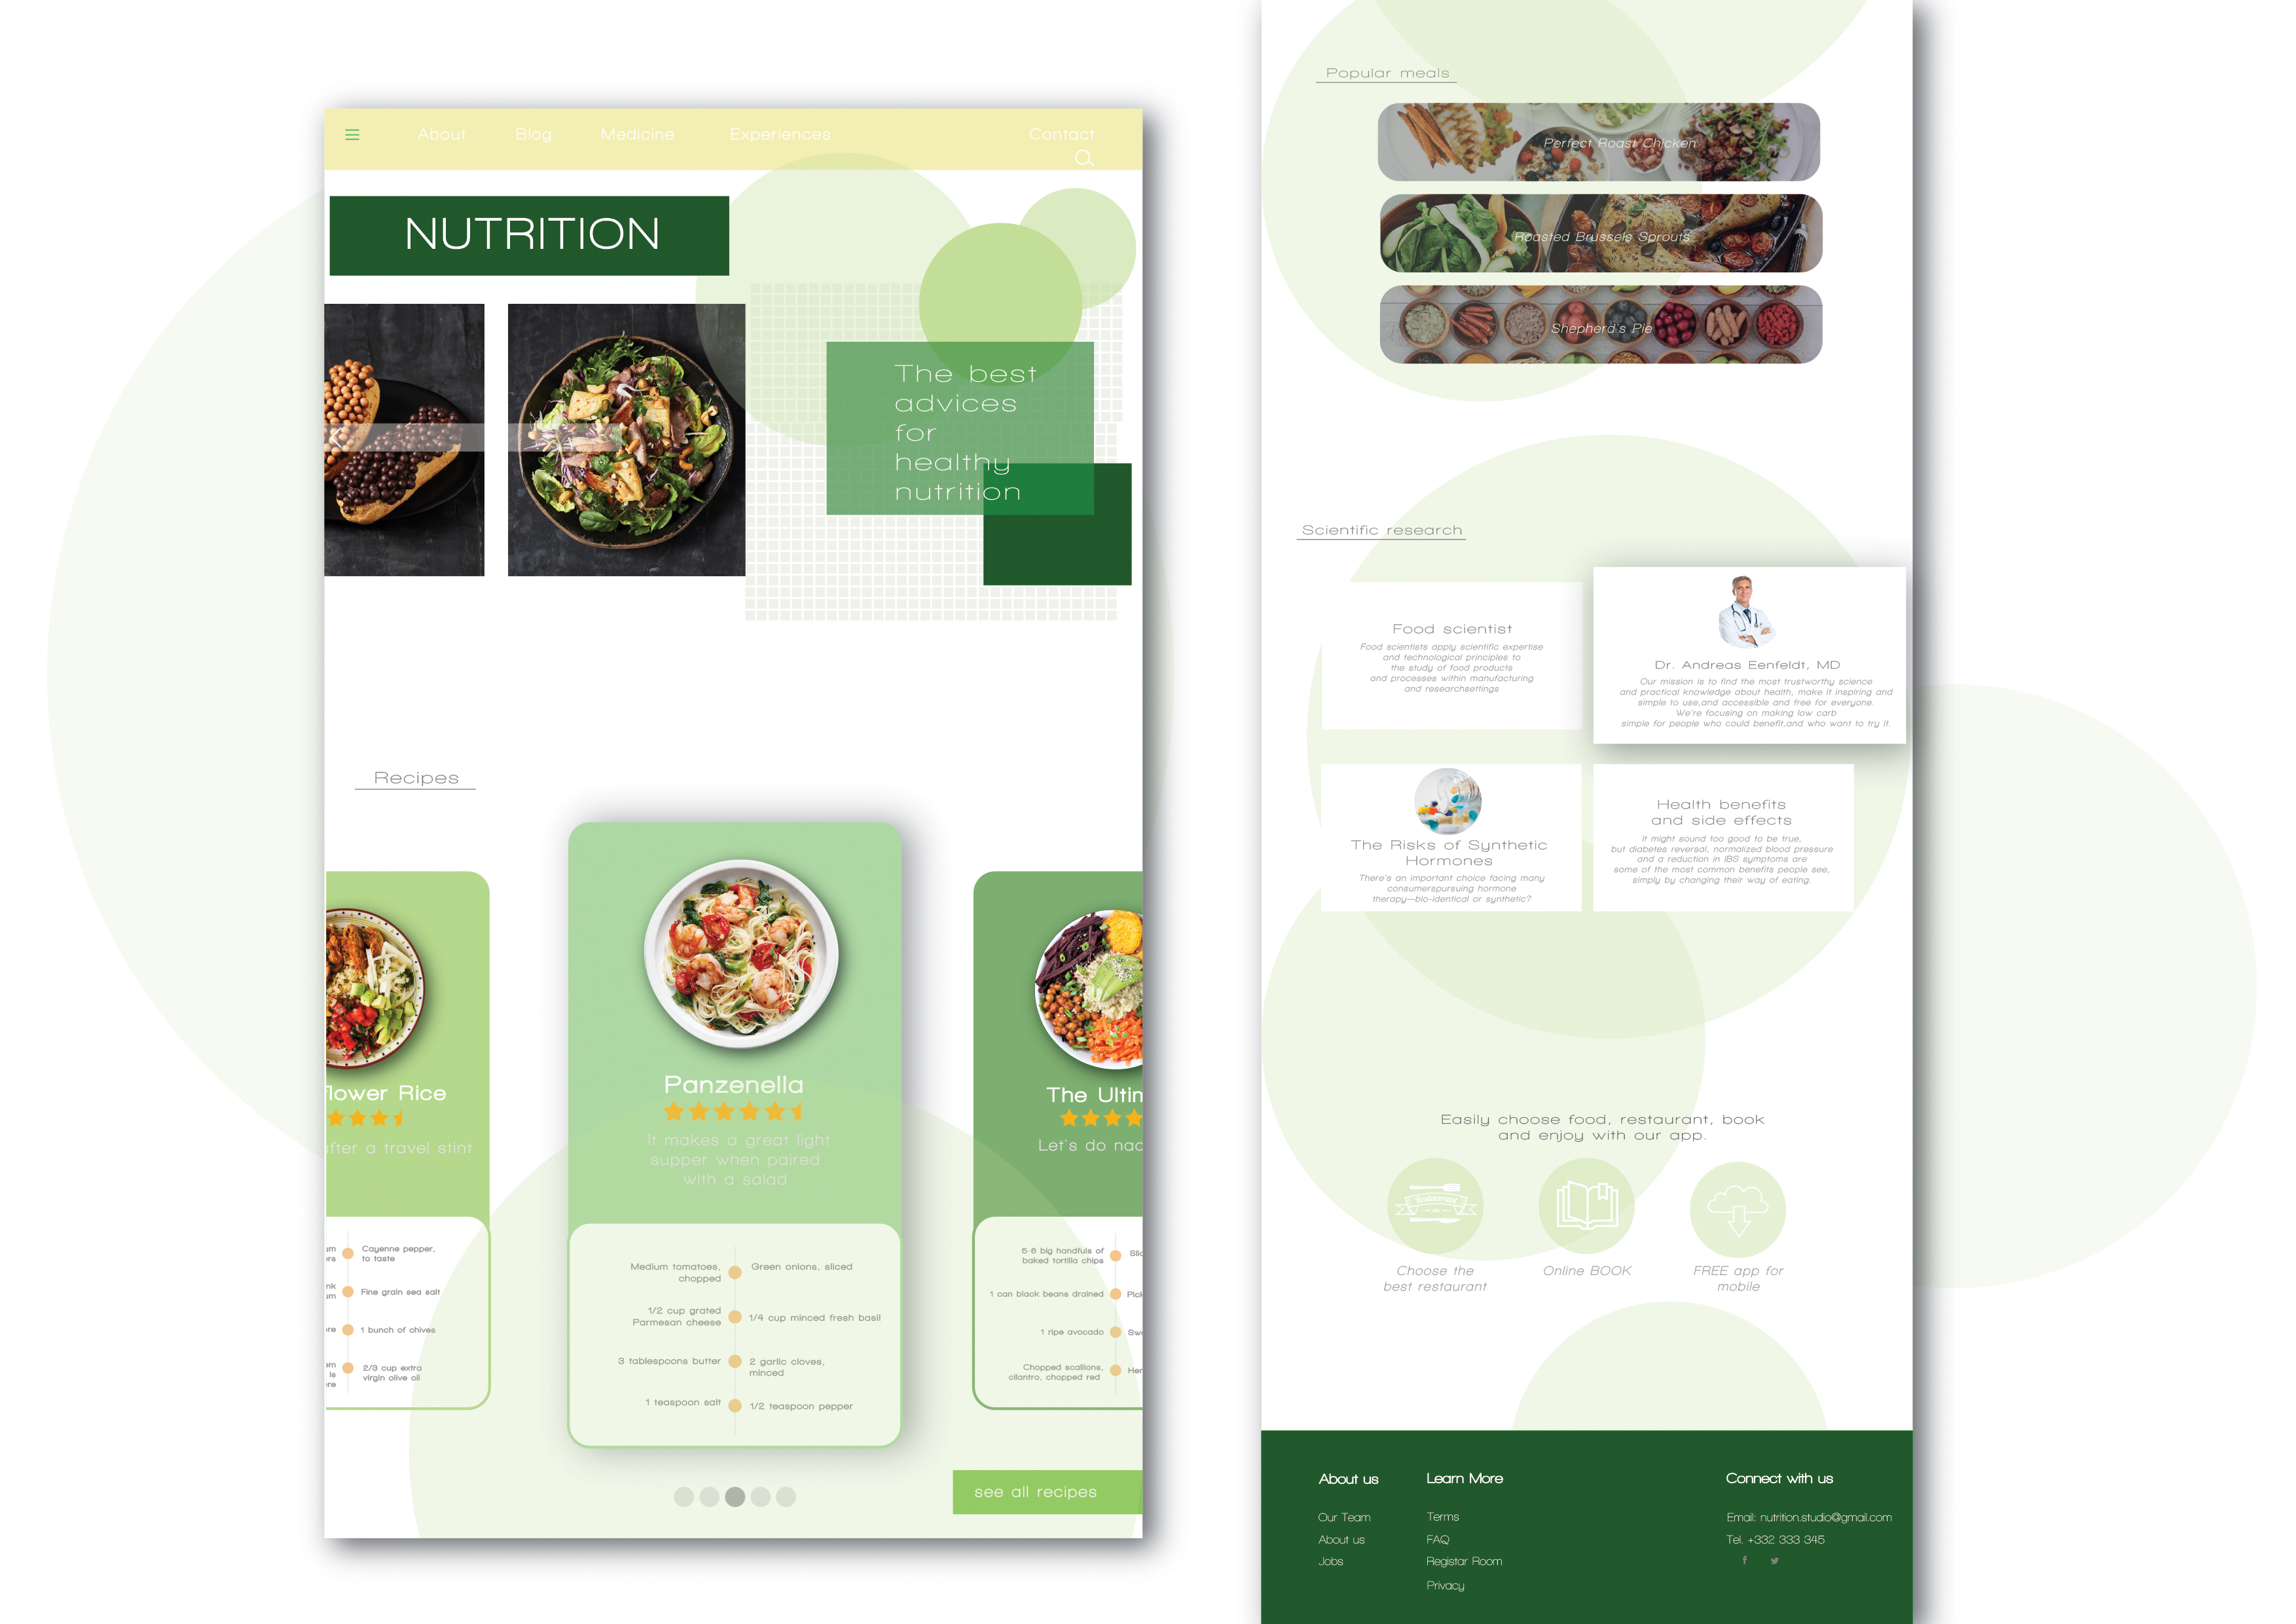 About Blog Medicine Experiences Contact
NUTRITION
The best
advices
for
healthy
nutrition
Recipes
flower Rice
after a travel stint
Cayenne pepper,
to taste
Fine grain sea salt
1 bunch of chives
2/3 cup extra
virgin olive oil
Panzenella
It makes a great light
supper when paired
with a salad
Medium tomatoes,
chopped
Green onions, sliced
1/2 cup grated
Parmesan cheese
1/4 cup minced fresh basil
3 tablespoons butter
2 garlic cloves,
minced
1 teaspoon salt
1/2 teaspoon pepper
The Ultim
Let's do nac
5-6 big handfuls of
baked tortilla chips
1 can black beans drained
1 ripe avocado
Chopped scallions,
cilantro, chopped red
see all recipes
Popular meals
Perfect Roast Chicken
Roasted Brussels Sprouts
Shepherd's Pie
Scientific research
Food scientist
Food scientists apply scientific expertise
and technological principles to
the study of food products
and processes within manufacturing
and researchsettings
Dr. Andreas Eenfeldt, MD
Our mission is to find the most trustworthy science
and practical knowledge about health, make it inspiring and
simple to use,and accessible and free for everyone.
We're focusing on making low carb
simple for people who could benefit,and who want to try it.
The Risks of Synthetic
Hormones
There's an important choice facing many
consumerspursuing hormone
therapy—bio-identical or synthetic?
Health benefits
and side effects
It might sound too good to be true,
but diabetes reversal, normalized blood pressure
and a reduction in IBS symptoms are
some of the most common benefits people see,
simply by changing their way of eating.
Easily choose food, restaurant, book
and enjoy with our app.
Restaurant
Choose the
best restaurant
Online BOOK
FREE app for
mobile
About us
Our Team
About us
Jobs
Learn More
Terms
FAQ
Registar Room
Privacy
Connect with us
Email: nutrition.studio@gmail.com
Tel. +332 333 345